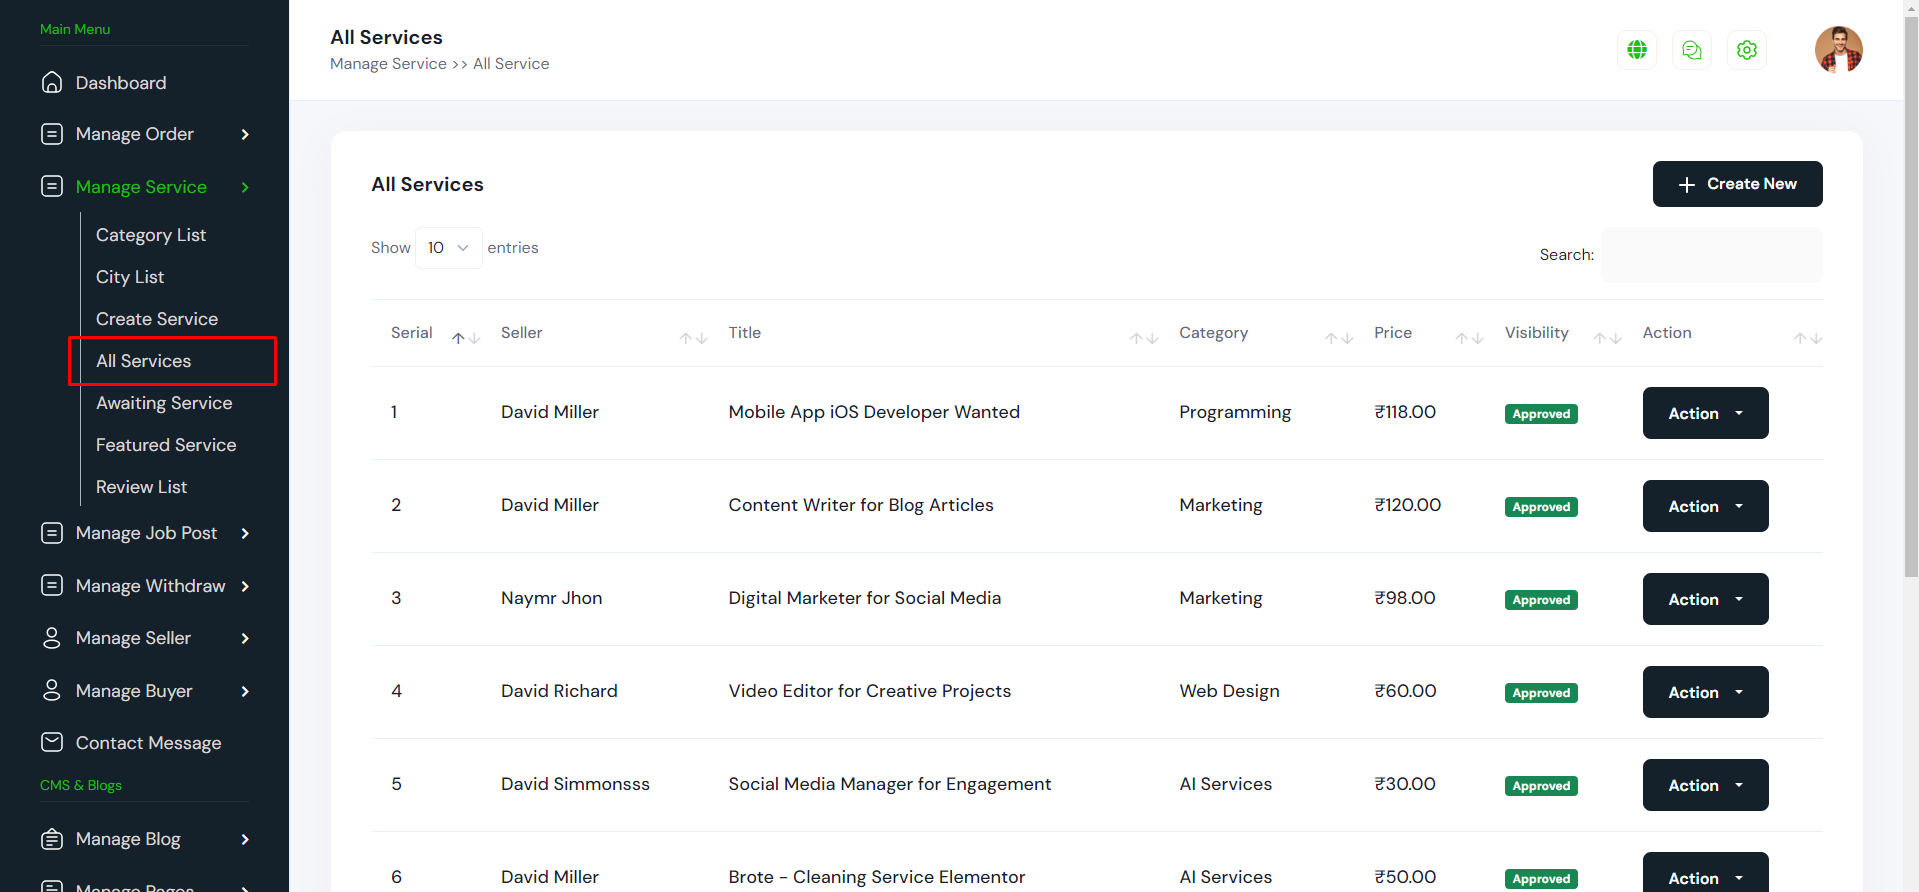 Main Menu
Dashboard
Manage Order
Manage Service
Category List
City List
Create Service
All Services
Awaiting Service
Featured Service
Review List
Manage Job Post
Manage Withdraw
Manage Seller
Manage Buyer
Contact Message
CMS & Blogs
Manage Blog
Manage Pages
All Services
Manage Service >> All Service
All Services
Create New
Show 10 entries
Search:
Serial Seller Title Category Price Visibility Action
1 David Miller Mobile App iOS Developer Wanted Programming ₹118.00 Approved Action
2 David Miller Content Writer for Blog Articles Marketing ₹120.00 Approved Action
3 Naymr Jhon Digital Marketer for Social Media Marketing ₹98.00 Approved Action
4 David Richard Video Editor for Creative Projects Web Design ₹60.00 Approved Action
5 David Simmonsss Social Media Manager for Engagement AI Services ₹30.00 Approved Action
6 David Miller Brote - Cleaning Service Elementor AI Services ₹50.00 Approved Action